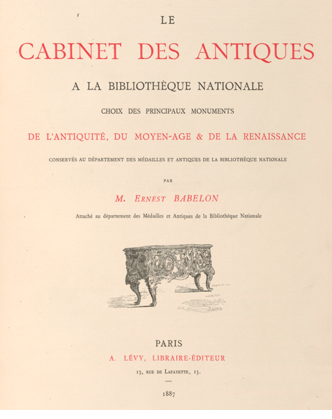 LE
CABINET DES ANTIQUES
A LA BIBLIOTHÈQUE NATIONALE
CHOIX DES PRINCIPAUX MONUMENTS
DE L'ANTIQUITÉ, DU MOYEN-AGE & DE LA RENAISSANCE
CONSERVÉS AU DÉPARTEMENT DES MÉDAILLES ET ANTIQUES DE LA BIBLIOTHÈQUE NATIONALE
PAR
M. ERNEST BABELON
Attaché au département des Médailles et Antiques de la Bibliothèque Nationale
PARIS
A. LÉVY, LIBRAIRE-ÉDITEUR
13, RUE DE LAFAYETTE, 13.
1887